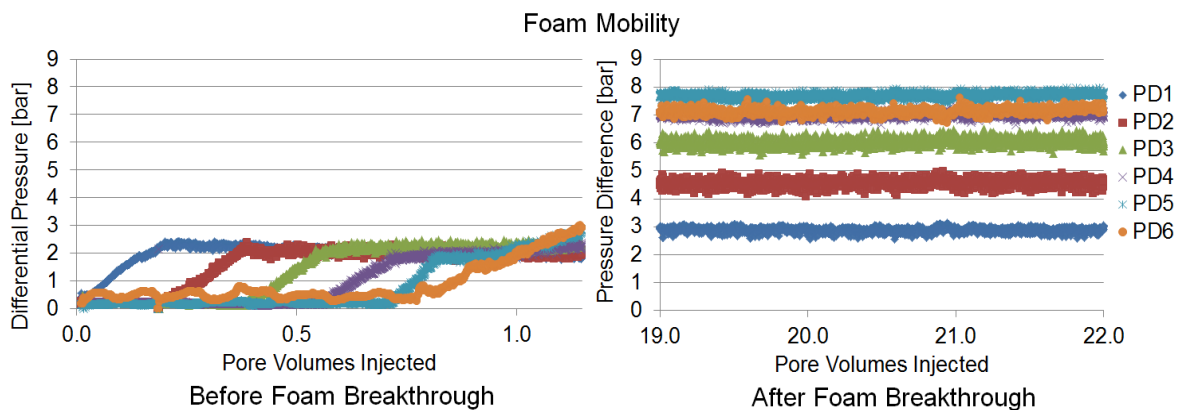 Foam Mobility
Differential Pressure [bar]
9
8
7
6
5
4
3
2
1
0
0.0 0.5 1.0
Pore Volumes Injected
Before Foam Breakthrough
Pressure Difference [bar]
9
8
7
6
5
4
3
2
1
0
19.0 20.0 21.0 22.0
Pore Volumes Injected
After Foam Breakthrough
PD1
PD2
PD3
PD4
PD5
PD6